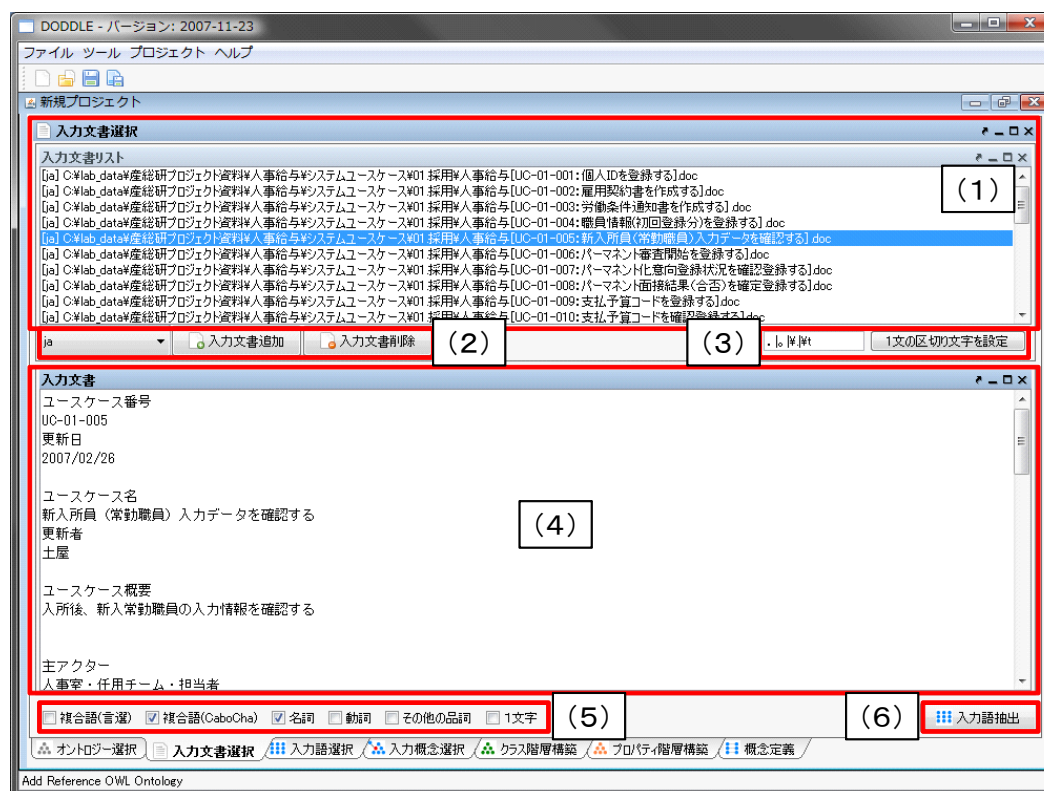 DODDLE - バージョン: 2007-11-23
ファイル ツール プロジェクト ヘルプ
新規プロジェクト
入力文書選択
入力文書リスト
[ja] C:¥lab_data¥産総研プロジェクト資料¥人事給与¥システムユースケース¥01.採用¥人事給与[UC-01-001:個人IDを登録する].doc
[ja] C:¥lab_data¥産総研プロジェクト資料¥人事給与¥システムユースケース¥01.採用¥人事給与[UC-01-002:雇用契約書を作成する].doc
[ja] C:¥lab_data¥産総研プロジェクト資料¥人事給与¥システムユースケース¥01.採用¥人事給与[UC-01-003:労働条件通知書を作成する].doc
[ja] C:¥lab_data¥産総研プロジェクト資料¥人事給与¥システムユースケース¥01.採用¥人事給与[UC-01-004:職員情報(初回登録分)を登録する].doc
[ja] C:¥lab_data¥産総研プロジェクト資料¥人事給与¥システムユースケース¥01.採用¥人事給与[UC-01-005:新入所員(常勤職員)入力データを確認する].doc
[ja] C:¥lab_data¥産総研プロジェクト資料¥人事給与¥システムユースケース¥01.採用¥人事給与[UC-01-006:パーマネント審査開始を登録する].doc
[ja] C:¥lab_data¥産総研プロジェクト資料¥人事給与¥システムユースケース¥01.採用¥人事給与[UC-01-007:パーマネント化意向登録状況を確認登録する].doc
[ja] C:¥lab_data¥産総研プロジェクト資料¥人事給与¥システムユースケース¥01.採用¥人事給与[UC-01-008:パーマネント面接結果(合否)を確定登録する].doc
[ja] C:¥lab_data¥産総研プロジェクト資料¥人事給与¥システムユースケース¥01.採用¥人事給与[UC-01-009:支払予算コードを登録する].doc
[ja] C:¥lab_data¥産総研プロジェクト資料¥人事給与¥システムユースケース¥01.採用¥人事給与[UC-01-010:支払予算コードを確認登録する].doc
（1）
ja 入力文書追加 入力文書削除 （2） （3） ．|。|¥.|¥t 1文の区切り文字を設定
入力文書
ユースケース番号
UC-01-005
更新日
2007/02/26
ユースケース名
新入所員（常勤職員）入力データを確認する
更新者
土屋
（4）
ユースケース概要
入所後、新入常勤職員の入力情報を確認する
主アクター
人事室・任用チーム・担当者
複合語(言選) 複合語(CaboCha) 名詞 動詞 その他の品詞 1文字 （5） （6） 入力語抽出
オントロジー選択 入力文書選択 入力語選択 入力概念選択 クラス階層構築 プロパティ階層構築 概念定義
Add Reference OWL Ontology